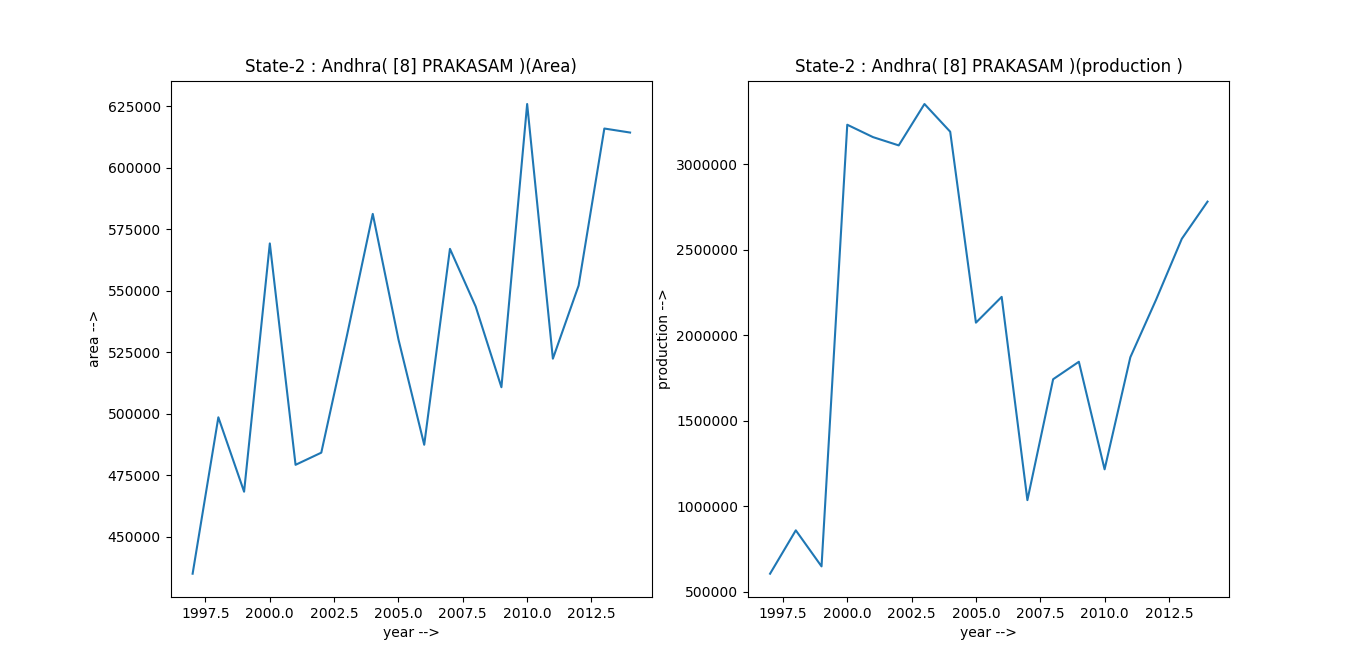 State-2 : Andhra( [8] PRAKASAM )(Area)
625000
600000
575000
550000
525000
500000
475000
450000
area -->
1997.5 2000.0 2002.5 2005.0 2007.5 2010.0 2012.5
year -->
State-2 : Andhra( [8] PRAKASAM )(production )
3000000
2500000
2000000
1500000
1000000
500000
production -->
1997.5 2000.0 2002.5 2005.0 2007.5 2010.0 2012.5
year -->